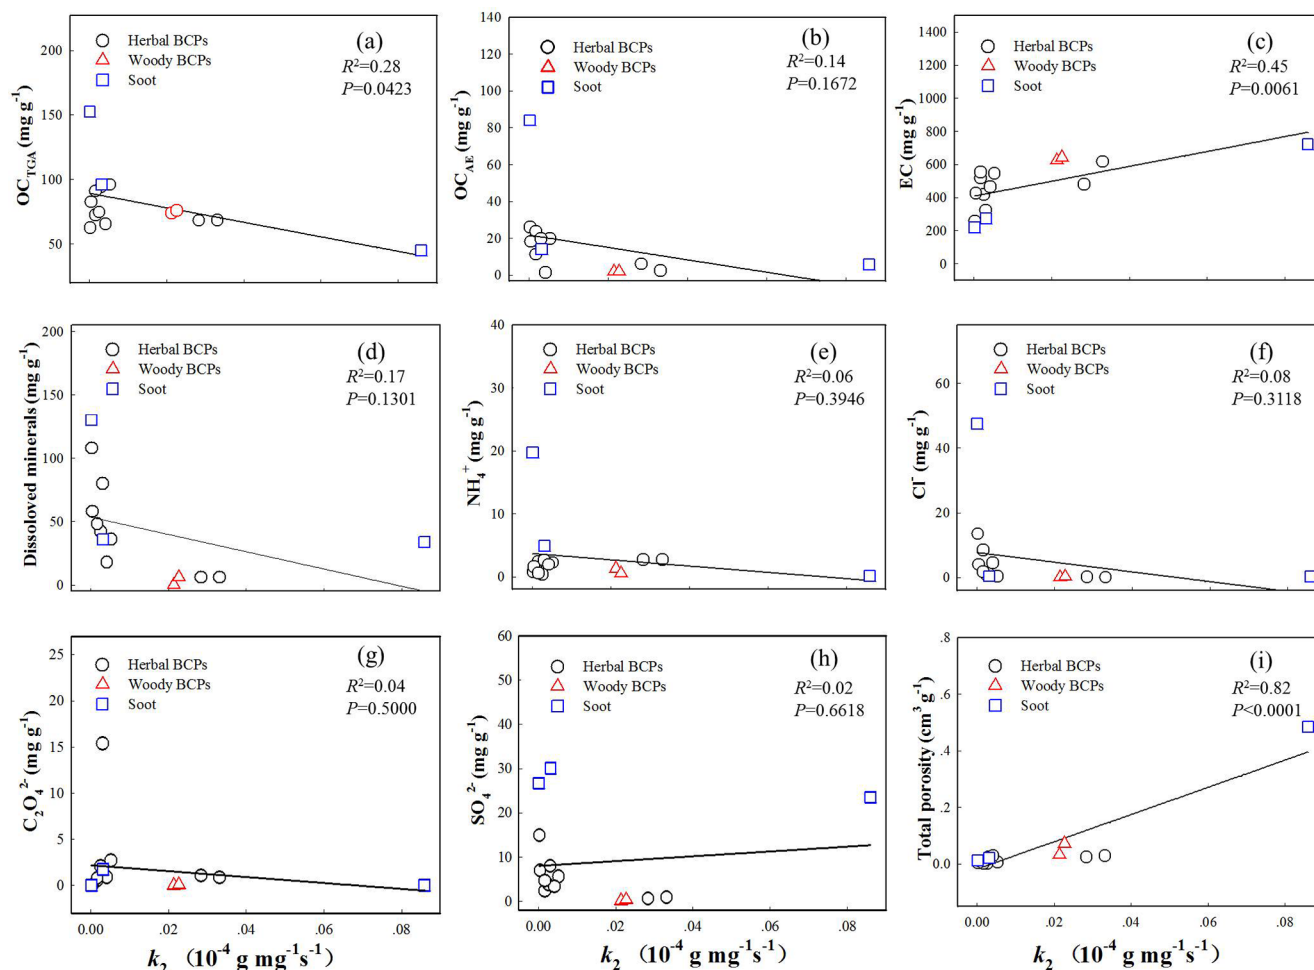 (a)
Herbal BCPs
Woody BCPs
Soot
R²=0.28
P=0.0423
OC_TGA (mg g⁻¹)
200
150
100
50
(b)
Herbal BCPs
Woody BCPs
Soot
R²=0.14
P=0.1672
OC_AE (mg g⁻¹)
140
120
100
80
60
40
20
0
(c)
Herbal BCPs
Woody BCPs
Soot
R²=0.45
P=0.0061
EC (mg g⁻¹)
1400
1200
1000
800
600
400
200
0
(d)
Herbal BCPs
Woody BCPs
Soot
R²=0.17
P=0.1301
Dissoloved minerals (mg g⁻¹)
200
150
100
50
0
(e)
Herbal BCPs
Woody BCPs
Soot
R²=0.06
P=0.3946
NH₄⁺ (mg g⁻¹)
40
30
20
10
0
(f)
Herbal BCPs
Woody BCPs
Soot
R²=0.08
P=0.3118
Cl⁻ (mg g⁻¹)
60
40
20
0
(g)
Herbal BCPs
Woody BCPs
Soot
R²=0.04
P=0.5000
C₂O₄²⁻ (mg g⁻¹)
25
20
15
10
5
0
0.00 .02 .04 .06 .08
k₂ (10⁻⁴ g mg⁻¹s⁻¹)
(h)
Herbal BCPs
Woody BCPs
Soot
R²=0.02
P=0.6618
SO₄²⁻ (mg g⁻¹)
60
50
40
30
20
10
0
0.00 .02 .04 .06 .08
k₂ (10⁻⁴ g mg⁻¹s⁻¹)
(i)
Herbal BCPs
Woody BCPs
Soot
R²=0.82
P<0.0001
Total porosity (cm³ g⁻¹)
.8
.6
.4
.2
0.0
0.00 .02 .04 .06 .08
k₂ (10⁻⁴ g mg⁻¹s⁻¹)